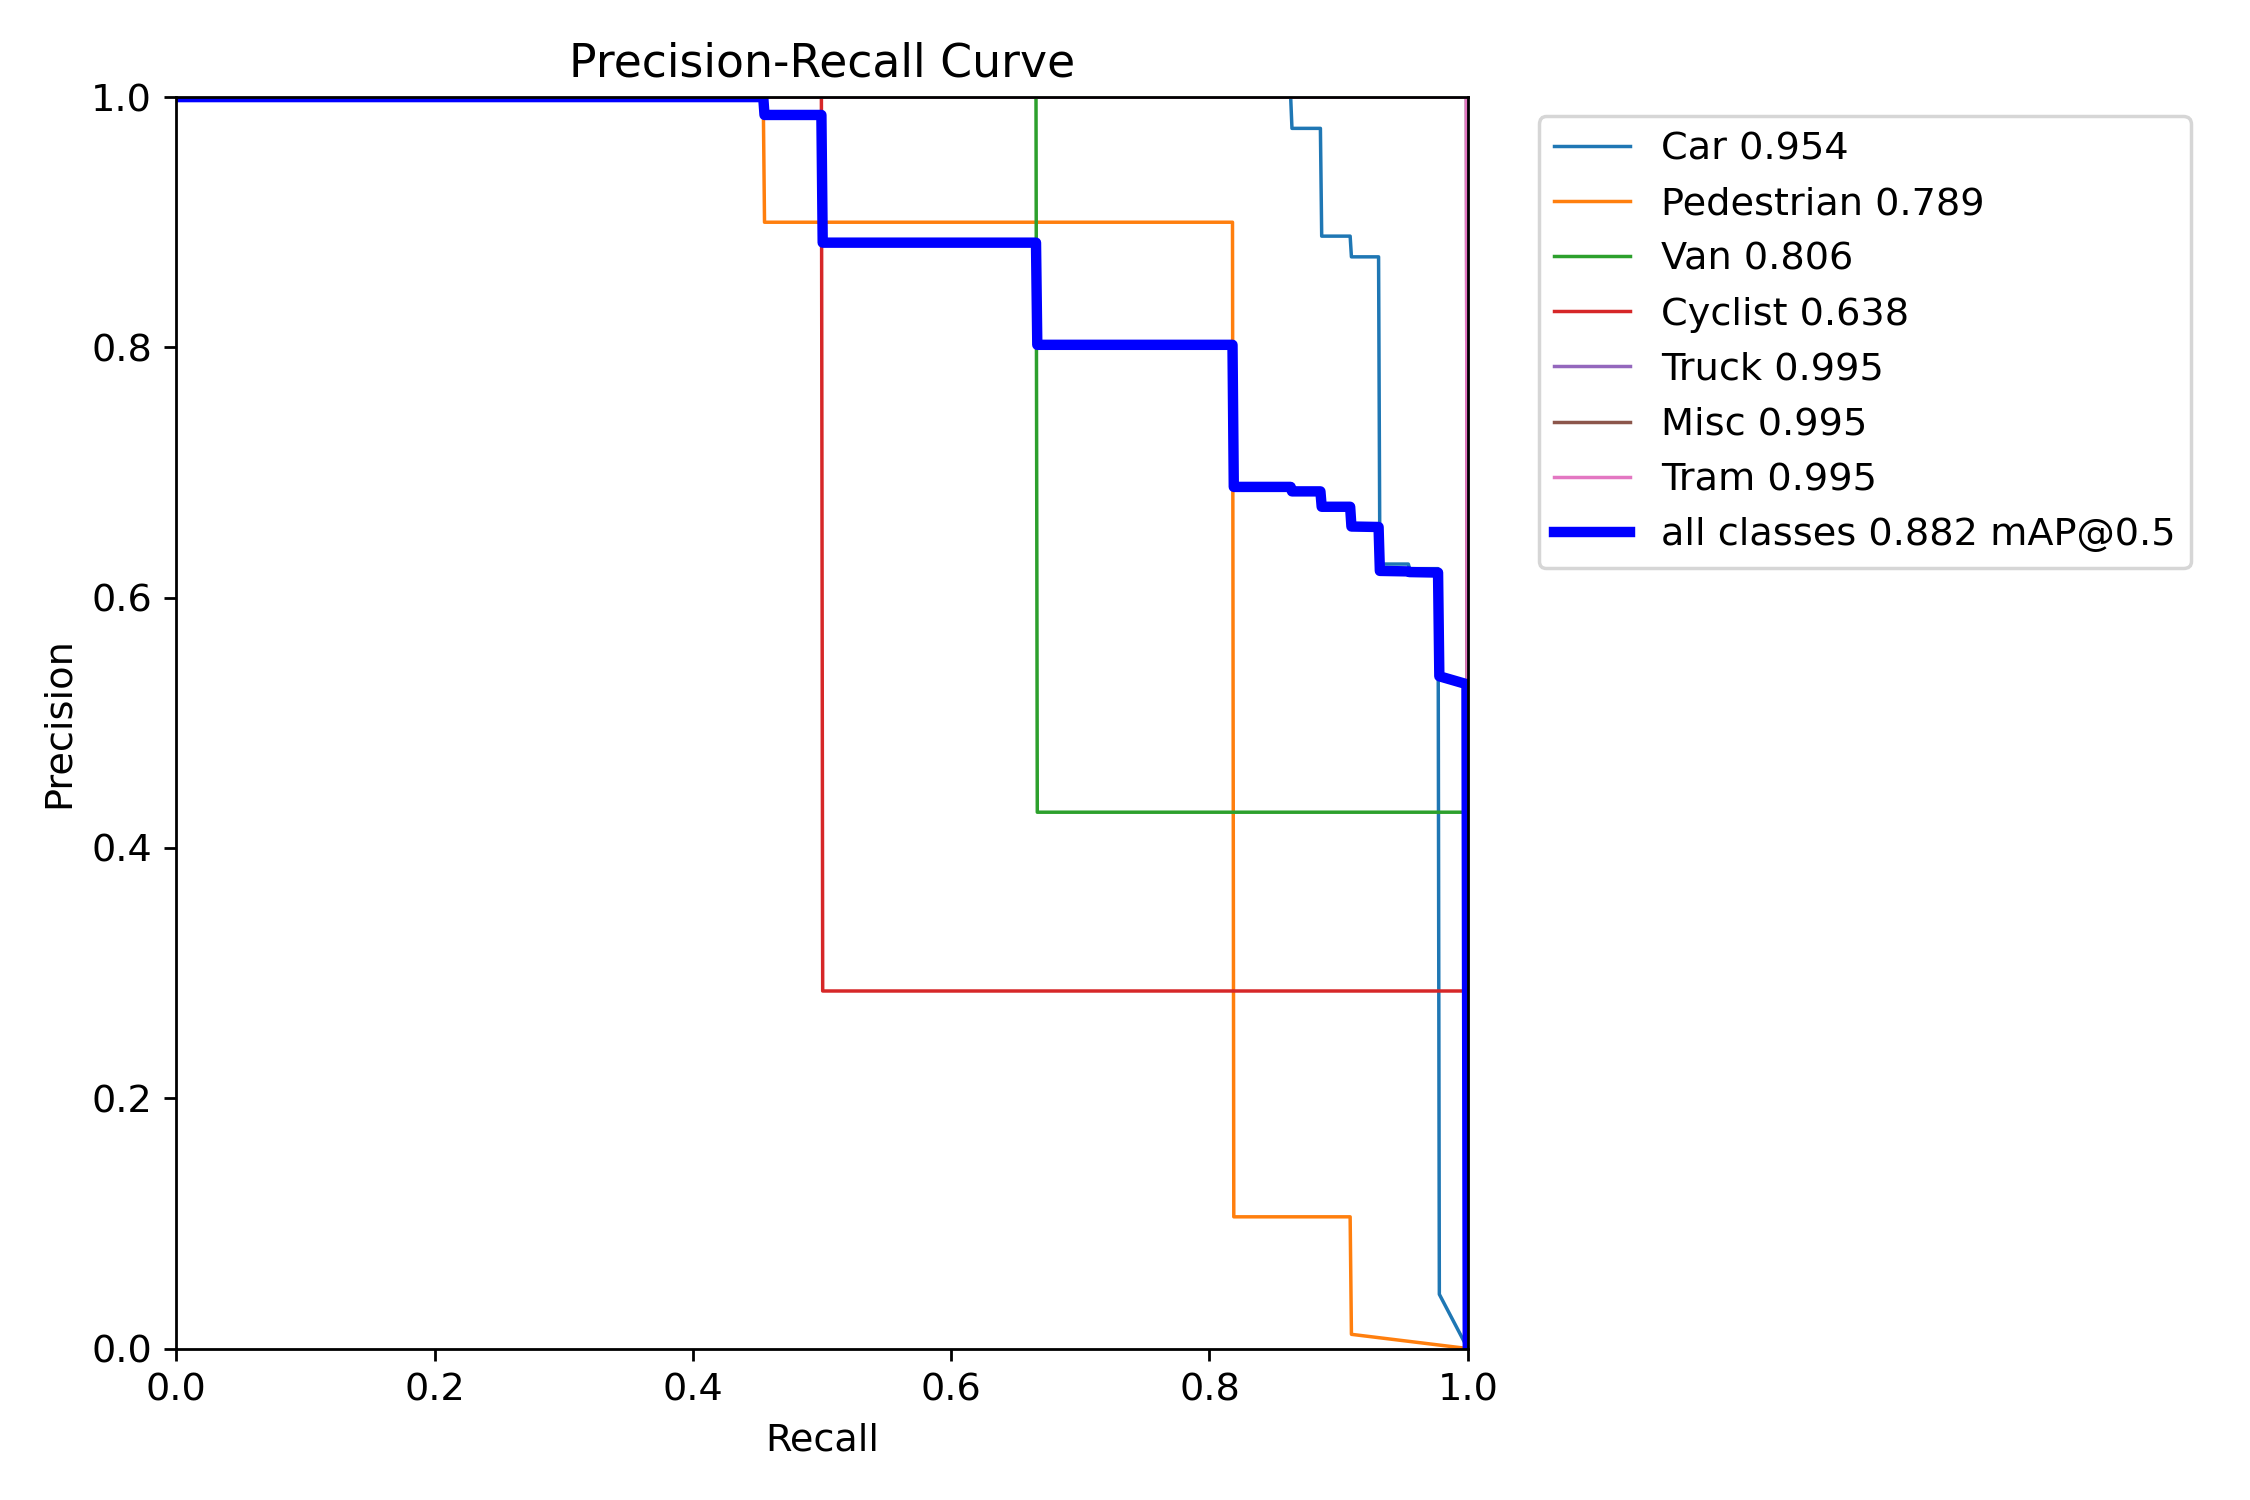 Precision-Recall Curve
1.0
0.8
0.6
0.4
0.2
0.0
Precision
0.0 0.2 0.4 0.6 0.8 1.0
Recall
Car 0.954
Pedestrian 0.789
Van 0.806
Cyclist 0.638
Truck 0.995
Misc 0.995
Tram 0.995
all classes 0.882 mAP@0.5